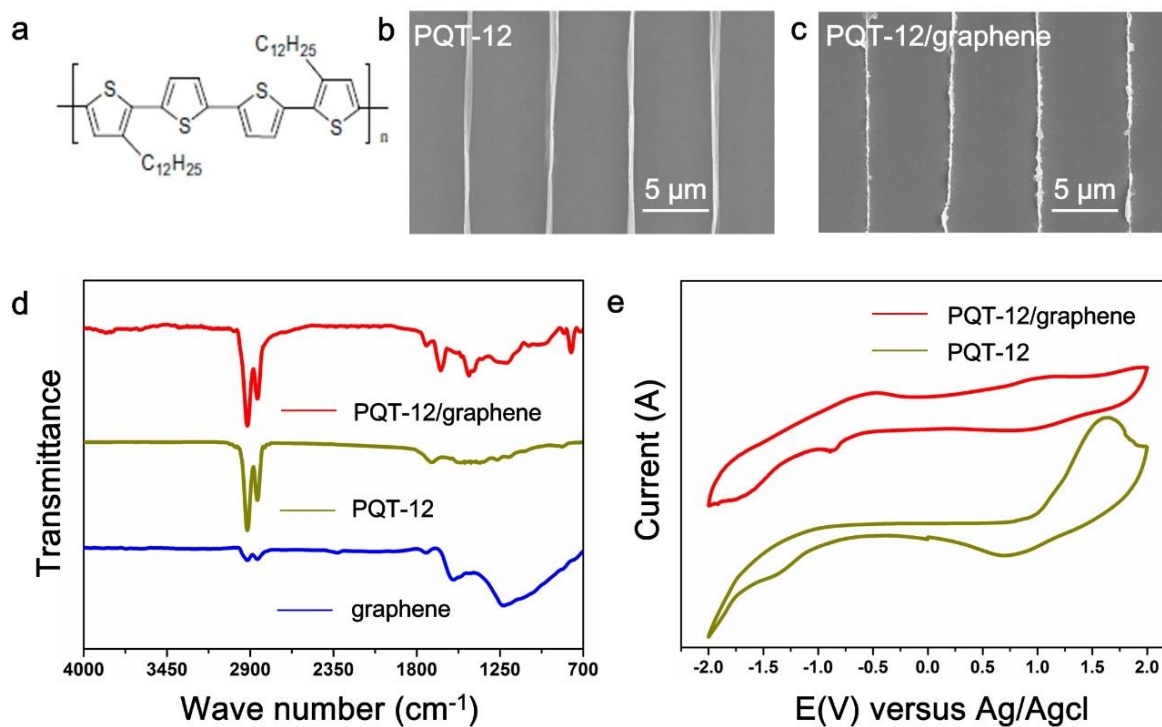 a
C12H25
S
S
S
S
C12H25
n
b
PQT-12
5 μm
c
PQT-12/graphene
5 μm
d
Transmittance
PQT-12/graphene
PQT-12
graphene
4000 3450 2900 2350 1800 1250 700
Wave number (cm-1)
e
Current (A)
PQT-12/graphene
PQT-12
-2.0 -1.5 -1.0 -0.5 0.0 0.5 1.0 1.5 2.0
E(V) versus Ag/Agcl